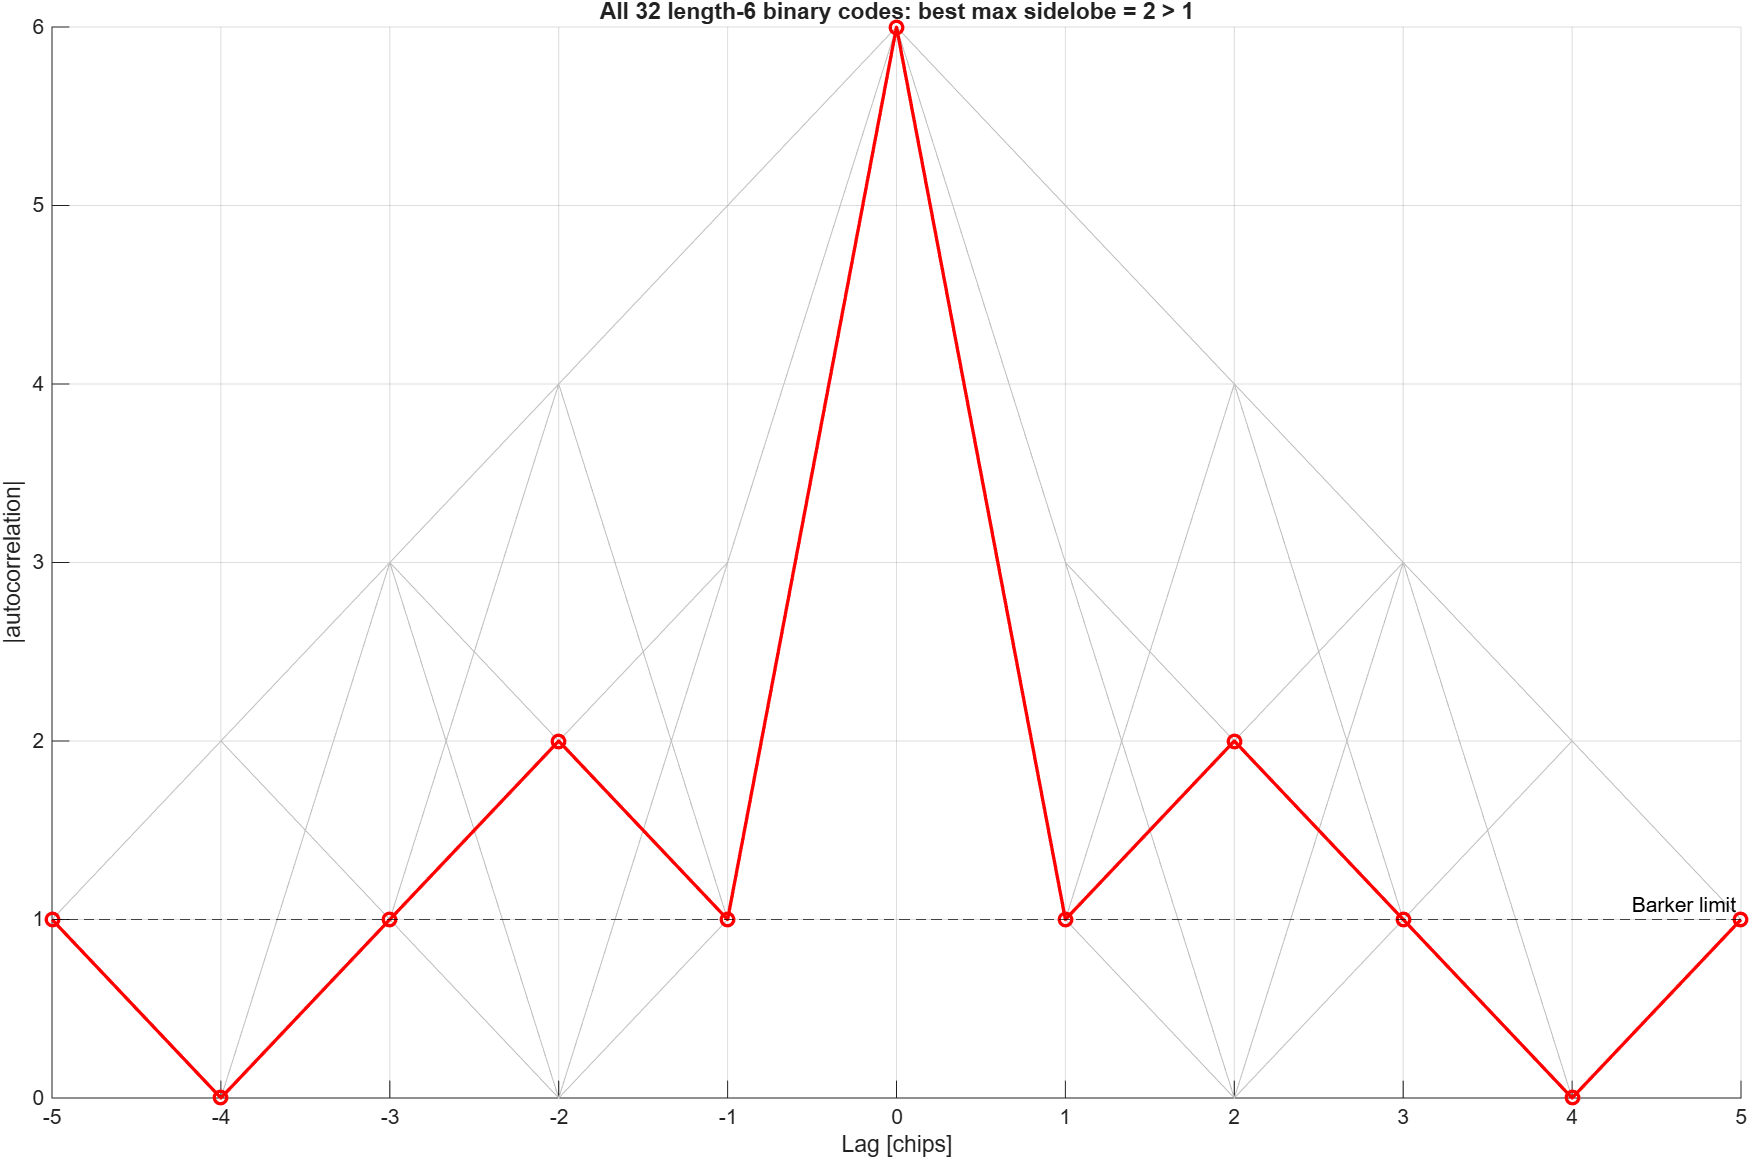 All 32 length-6 binary codes: best max sidelobe = 2 > 1
6
5
4
3
2
1
0
|autocorrelation|
Barker limit
-5 -4 -3 -2 -1 0 1 2 3 4 5
Lag [chips]